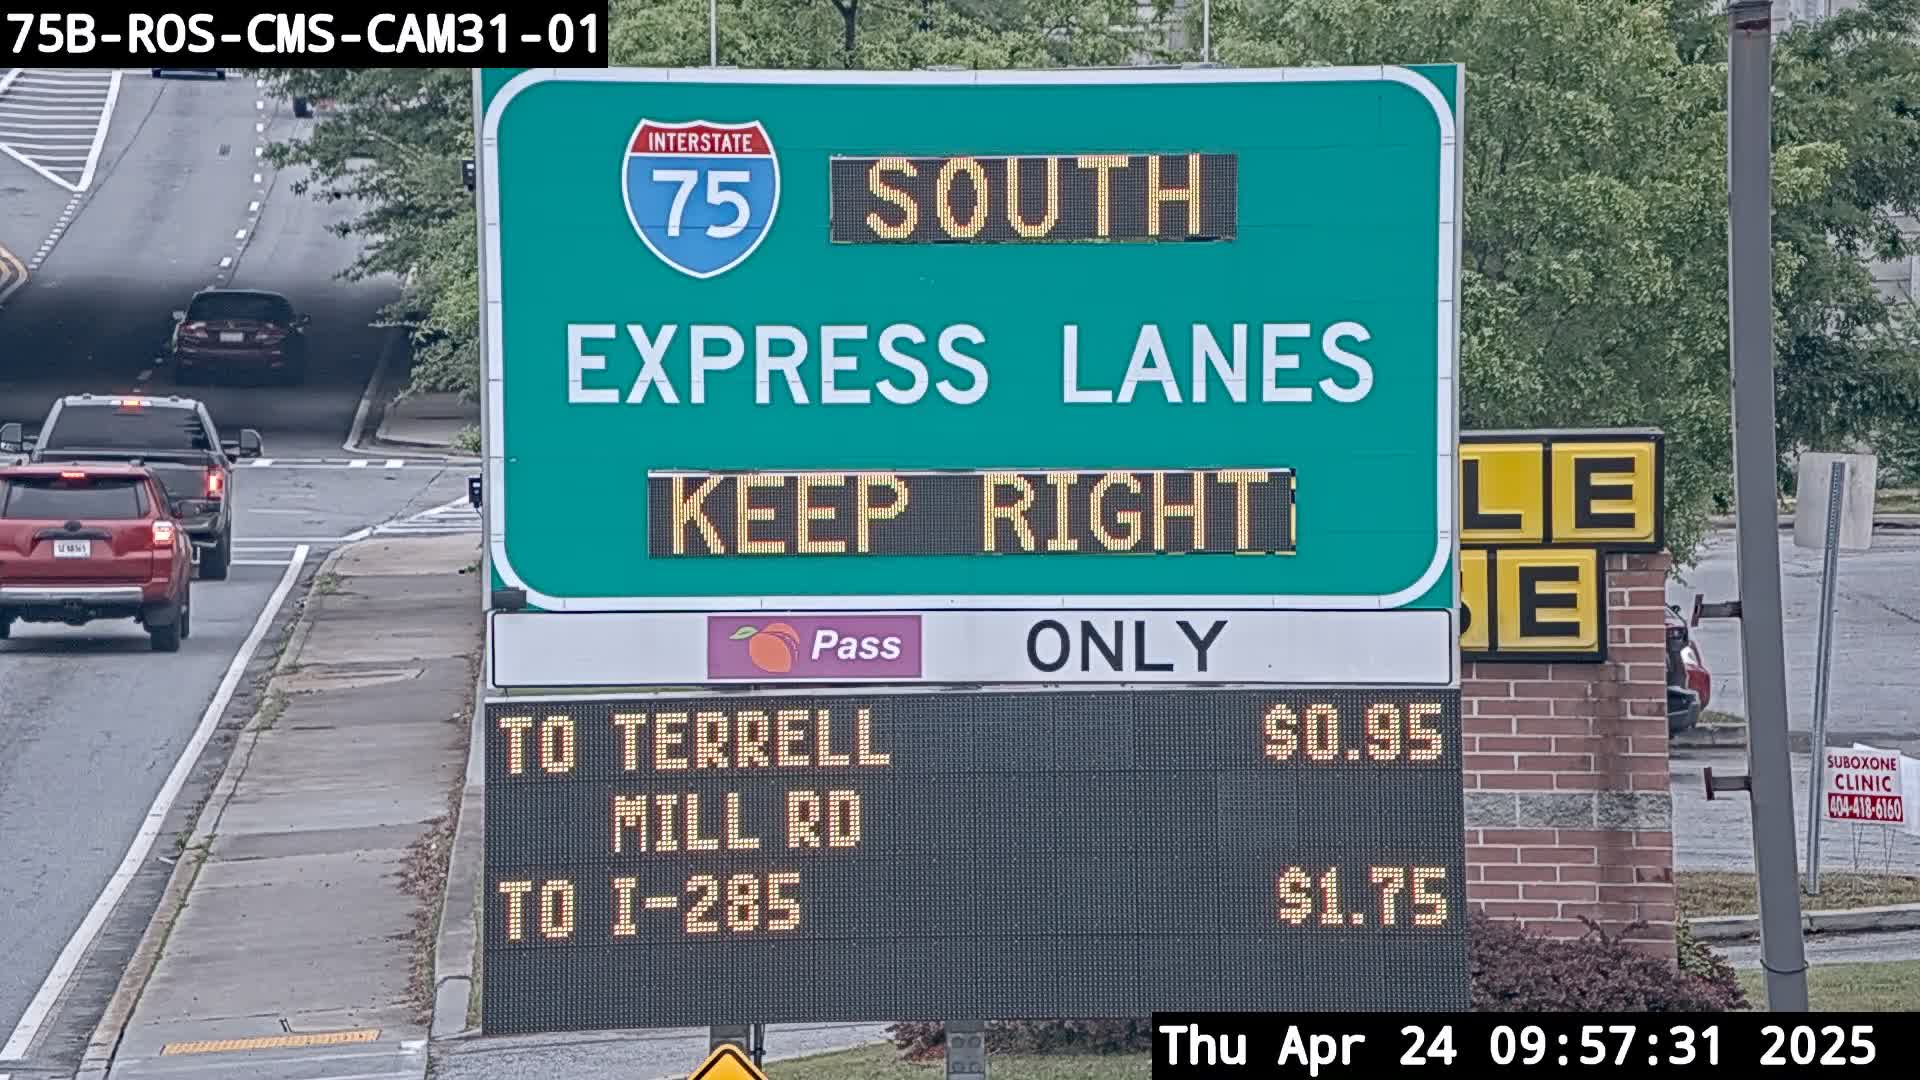 75B-ROS-CMS-CAM31-01
INTERSTATE
75
SOUTH
EXPRESS LANES
KEEP RIGHT
Pass ONLY
TO TERRELL $0.95
MILL RD
TO I-285 $1.75
LE
E
SUBOXONE
CLINIC
404-418-6160
Thu Apr 24 09:57:31 2025